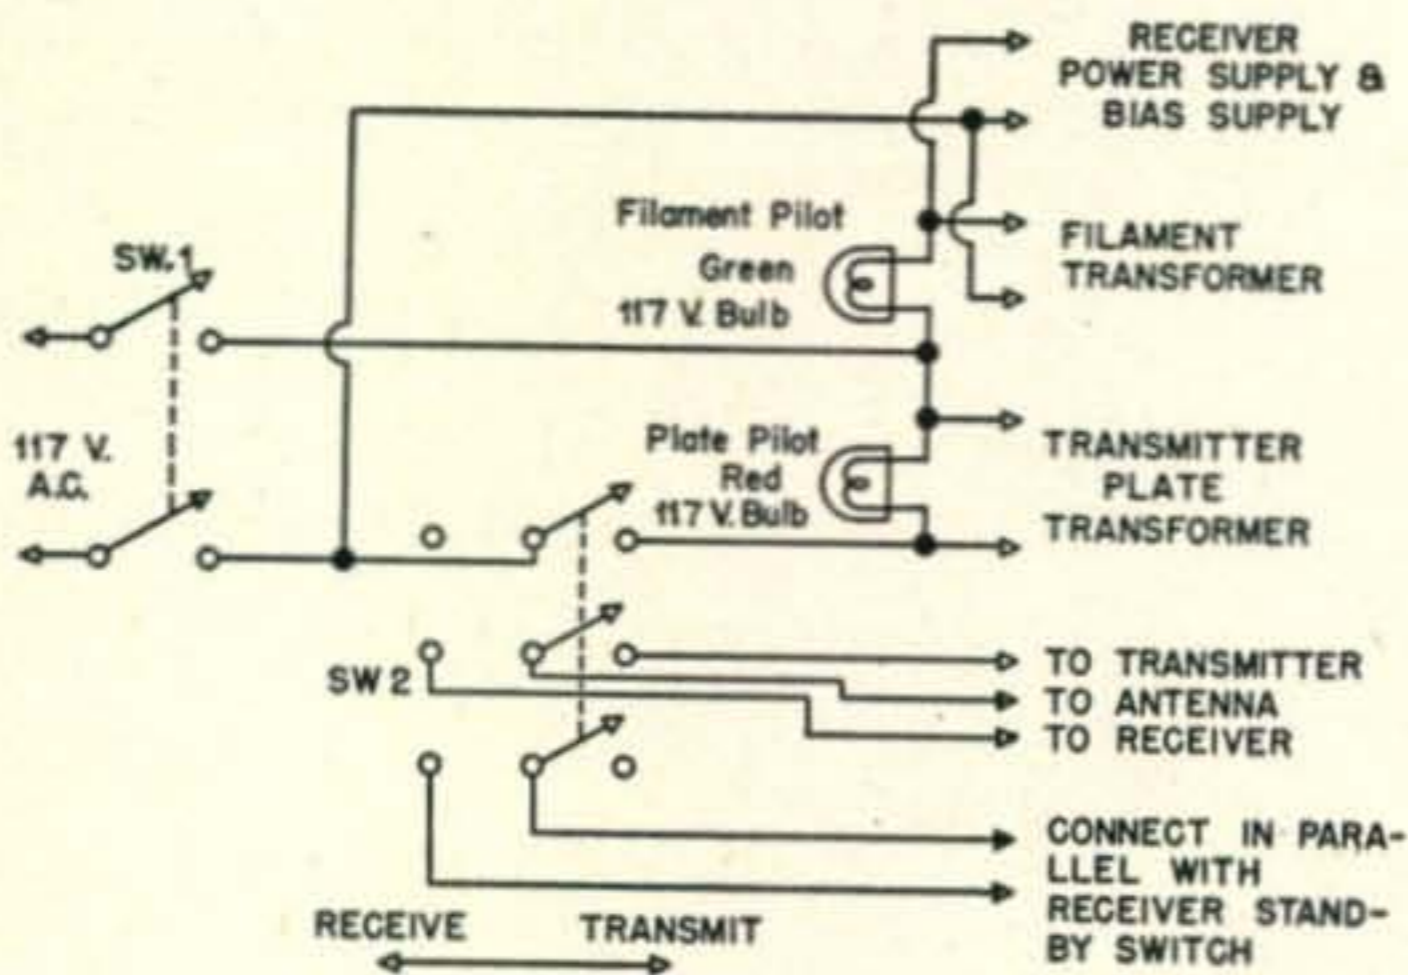 RECEIVER
POWER SUPPLY &
BIAS SUPPLY
Filament Pilot
Green
117 V. Bulb
FILAMENT
TRANSFORMER
SW.1
117 V.
A.C.
Plate Pilot
Red
117 V. Bulb
TRANSMITTER
PLATE
TRANSFORMER
SW 2
TO TRANSMITTER
TO ANTENNA
TO RECEIVER
CONNECT IN PARA-
LLEL WITH
RECEIVER STAND-
BY SWITCH
RECEIVE TRANSMIT